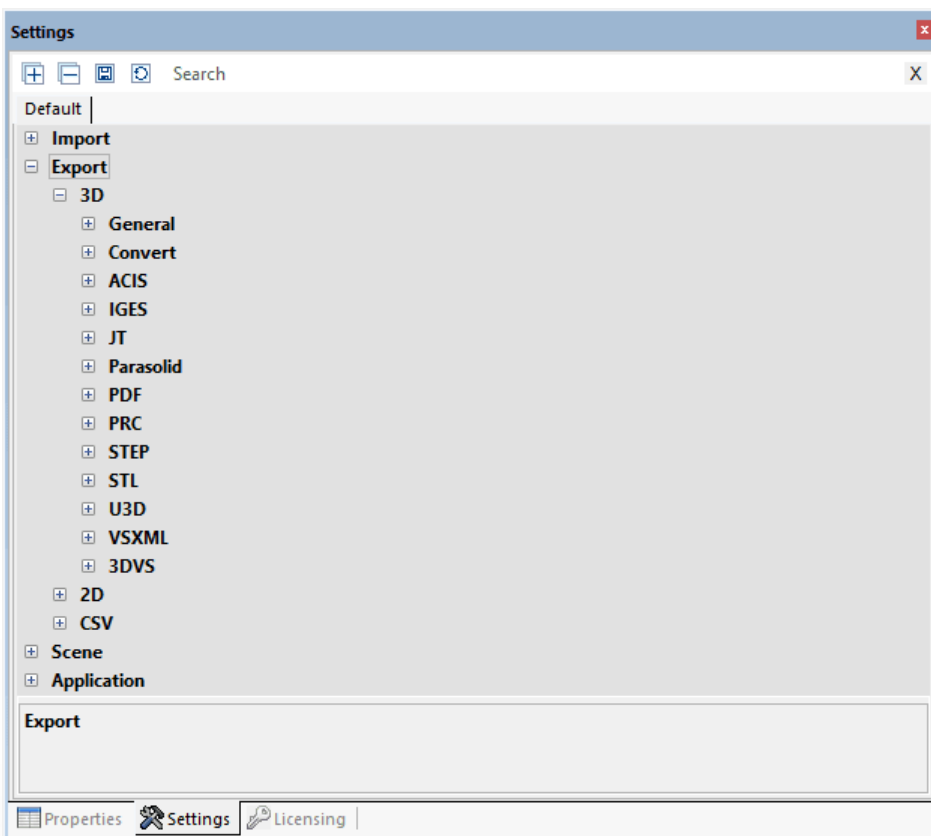 Settings
Search X
Default
Import
Export
3D
General
Convert
ACIS
IGES
JT
Parasolid
PDF
PRC
STEP
STL
U3D
VSXML
3DVS
2D
CSV
Scene
Application
Export
Properties Settings Licensing